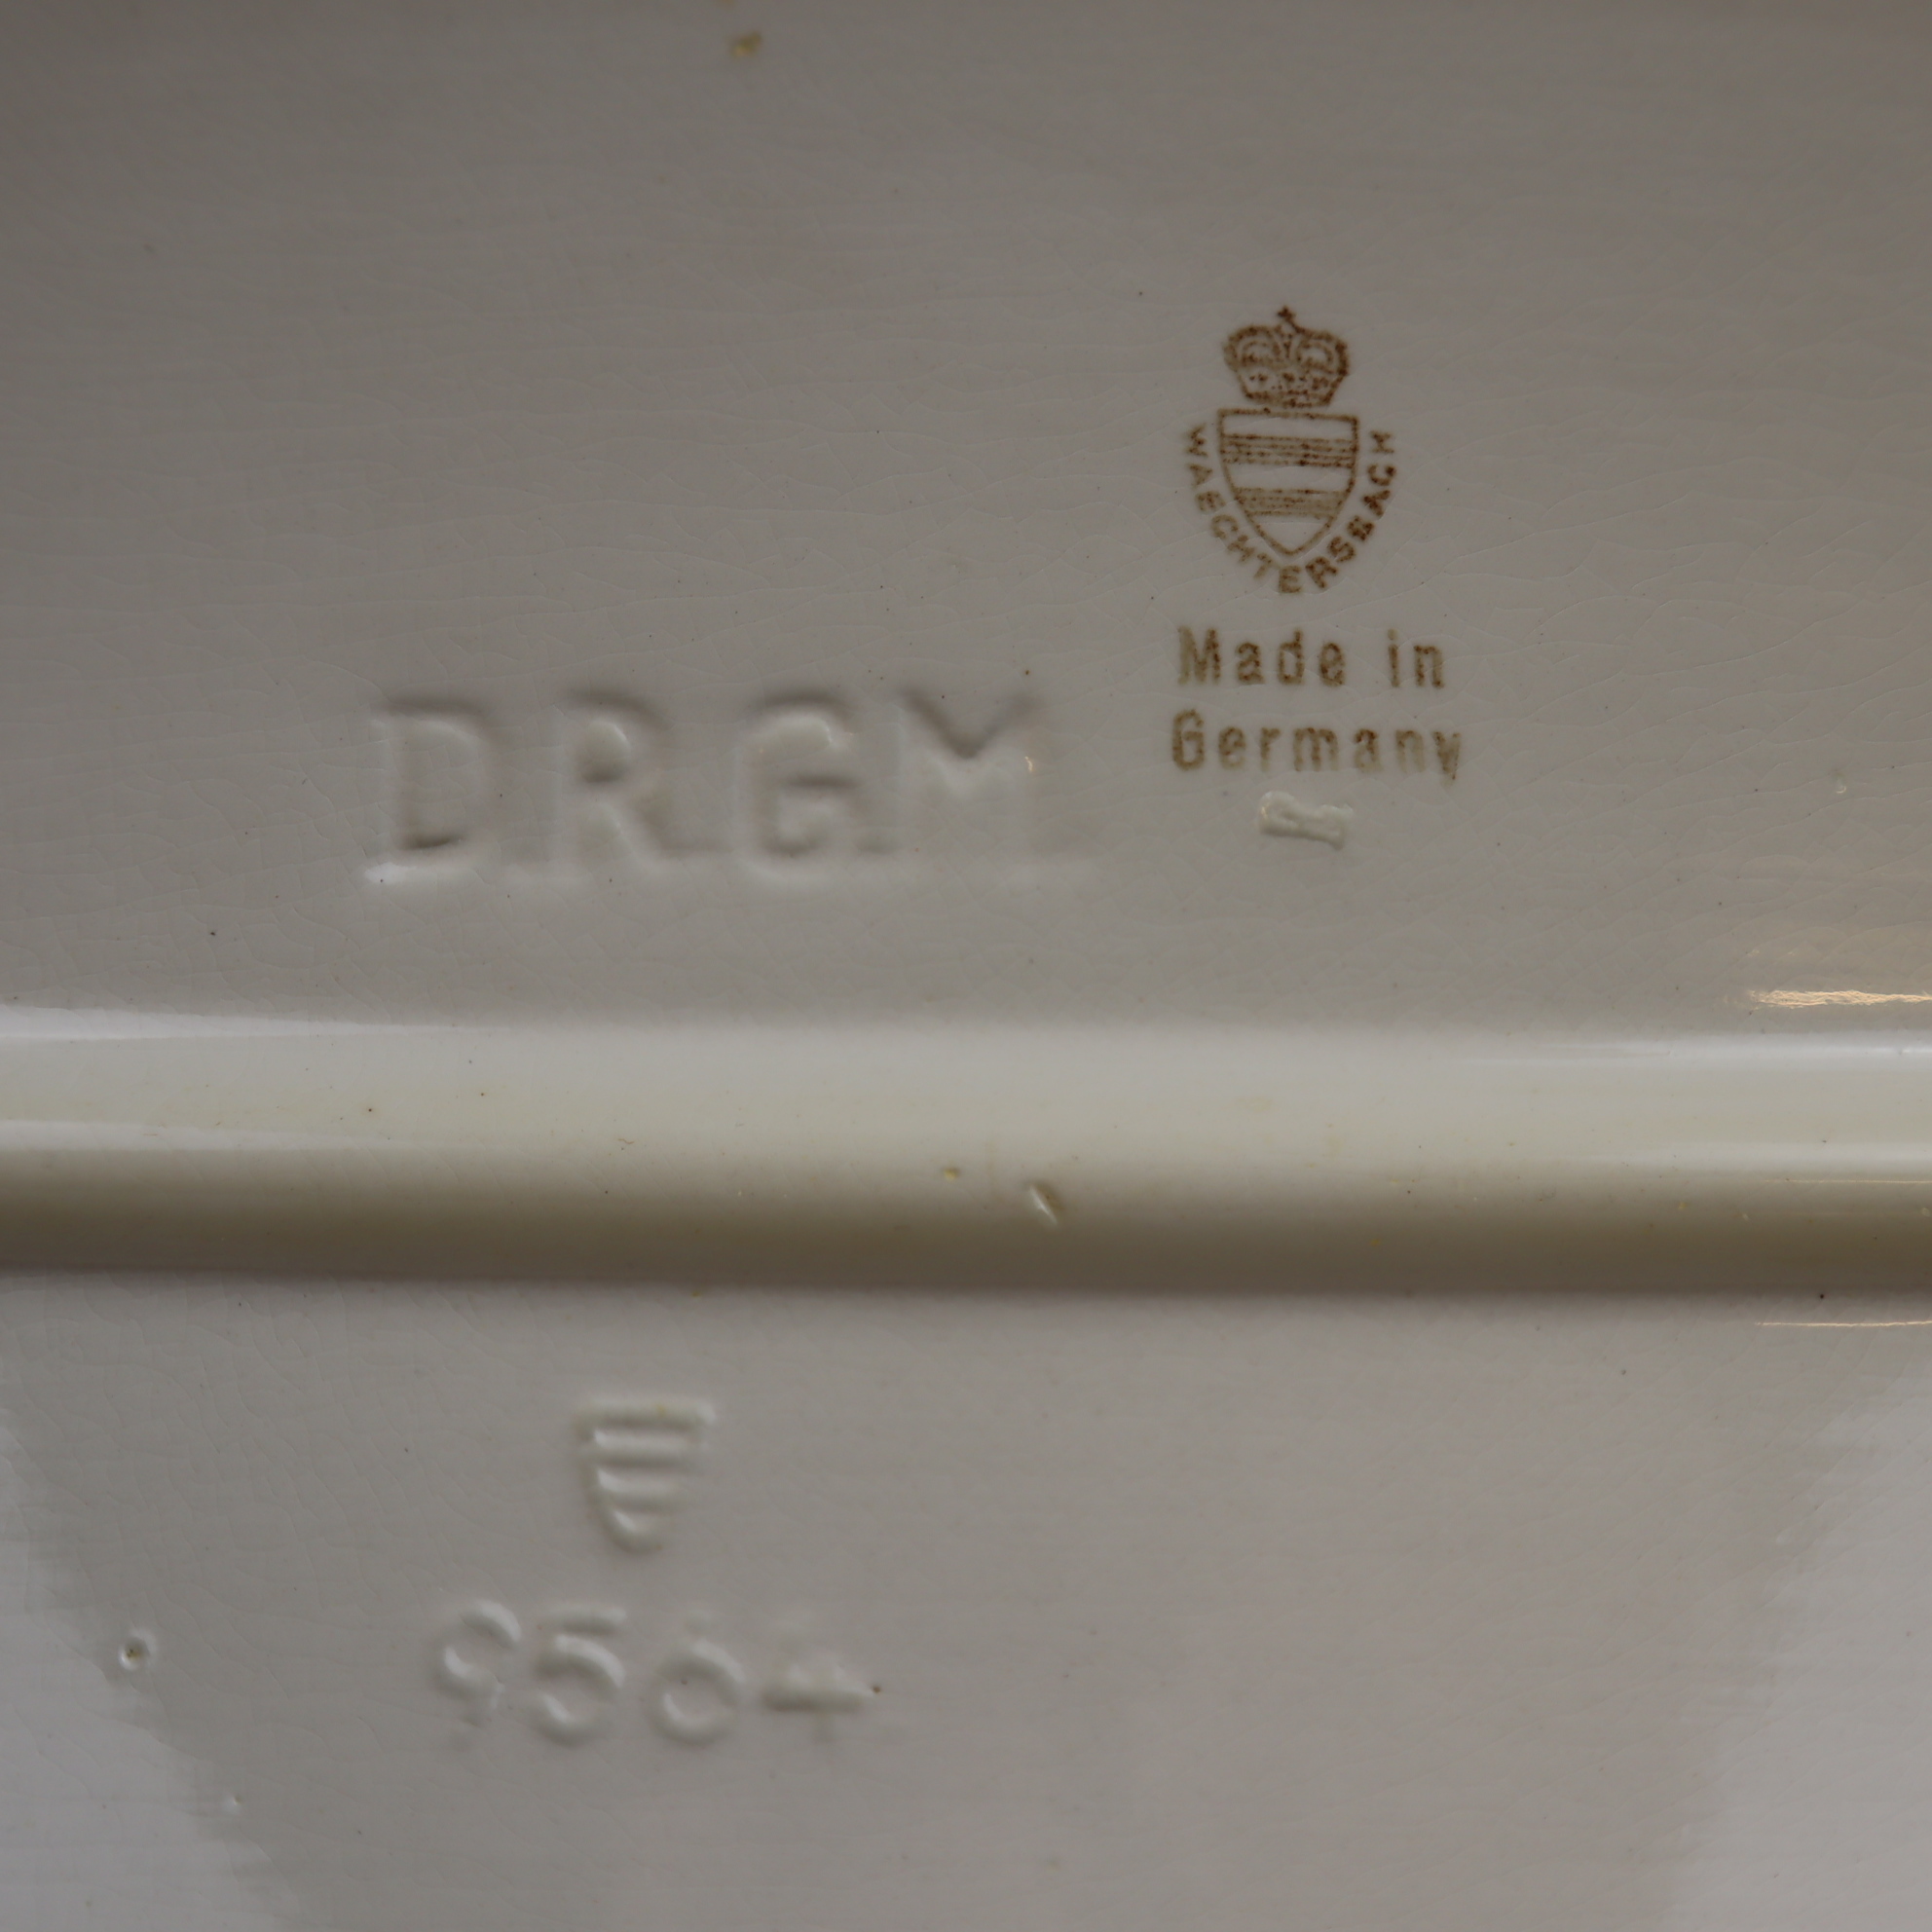 WAECHTERSBACH
Made in
Germany
D.R.G.M.
9564